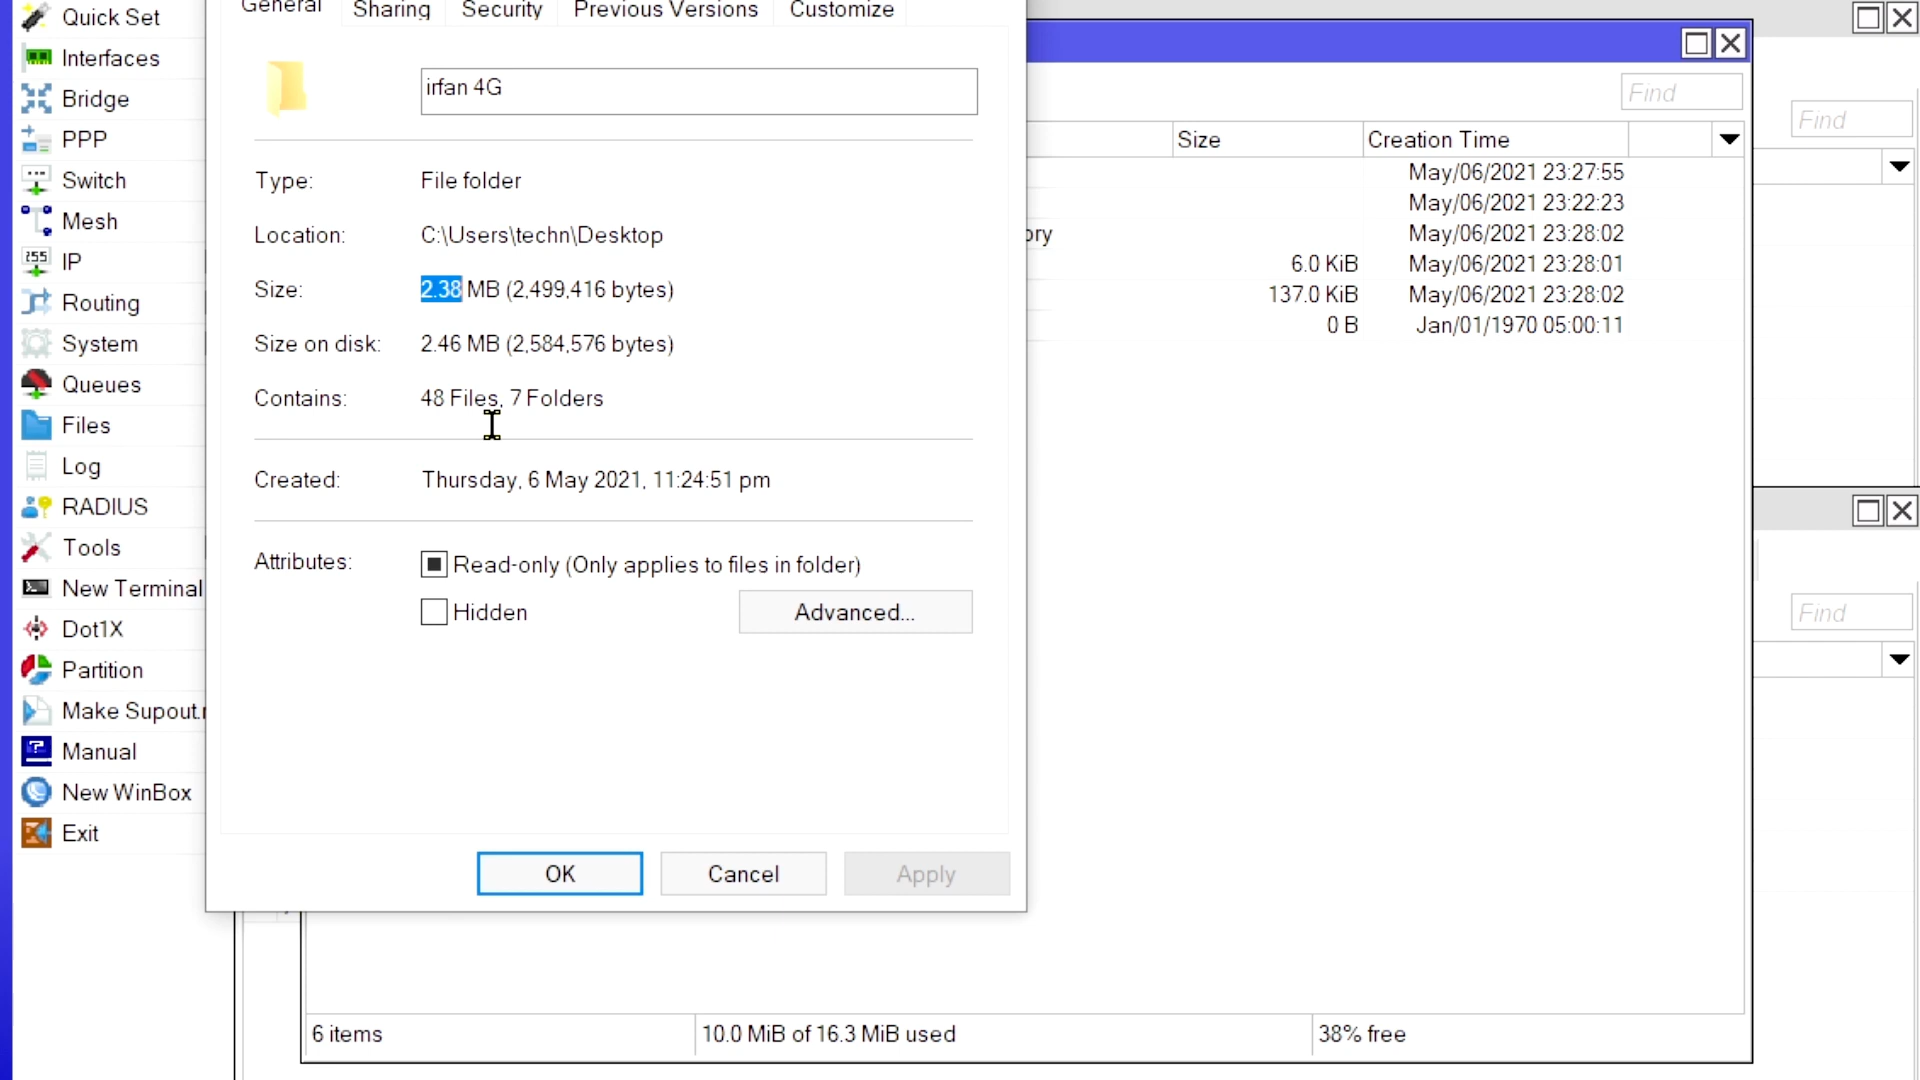 Quick Set
Interfaces
Bridge
PPP
Switch
Mesh
IP
Routing
System
Queues
Files
Log
RADIUS
Tools
New Terminal
Dot1X
Partition
Make Supout.r
Manual
New WinBox
Exit
General Sharing Security Previous Versions Customize
irfan 4G
Type: File folder
Location: C:\Users\techn\Desktop
Size: 2.38 MB (2,499,416 bytes)
Size on disk: 2.46 MB (2,584,576 bytes)
Contains: 48 Files, 7 Folders
Created: Thursday, 6 May 2021, 11:24:51 pm
Attributes: Read-only (Only applies to files in folder)
Hidden Advanced...
OK Cancel Apply
Find
Size Creation Time
May/06/2021 23:27:55
May/06/2021 23:22:23
ory May/06/2021 23:28:02
6.0 KiB May/06/2021 23:28:01
137.0 KiB May/06/2021 23:28:02
0 B Jan/01/1970 05:00:11
6 items 10.0 MiB of 16.3 MiB used 38% free
Find
Find